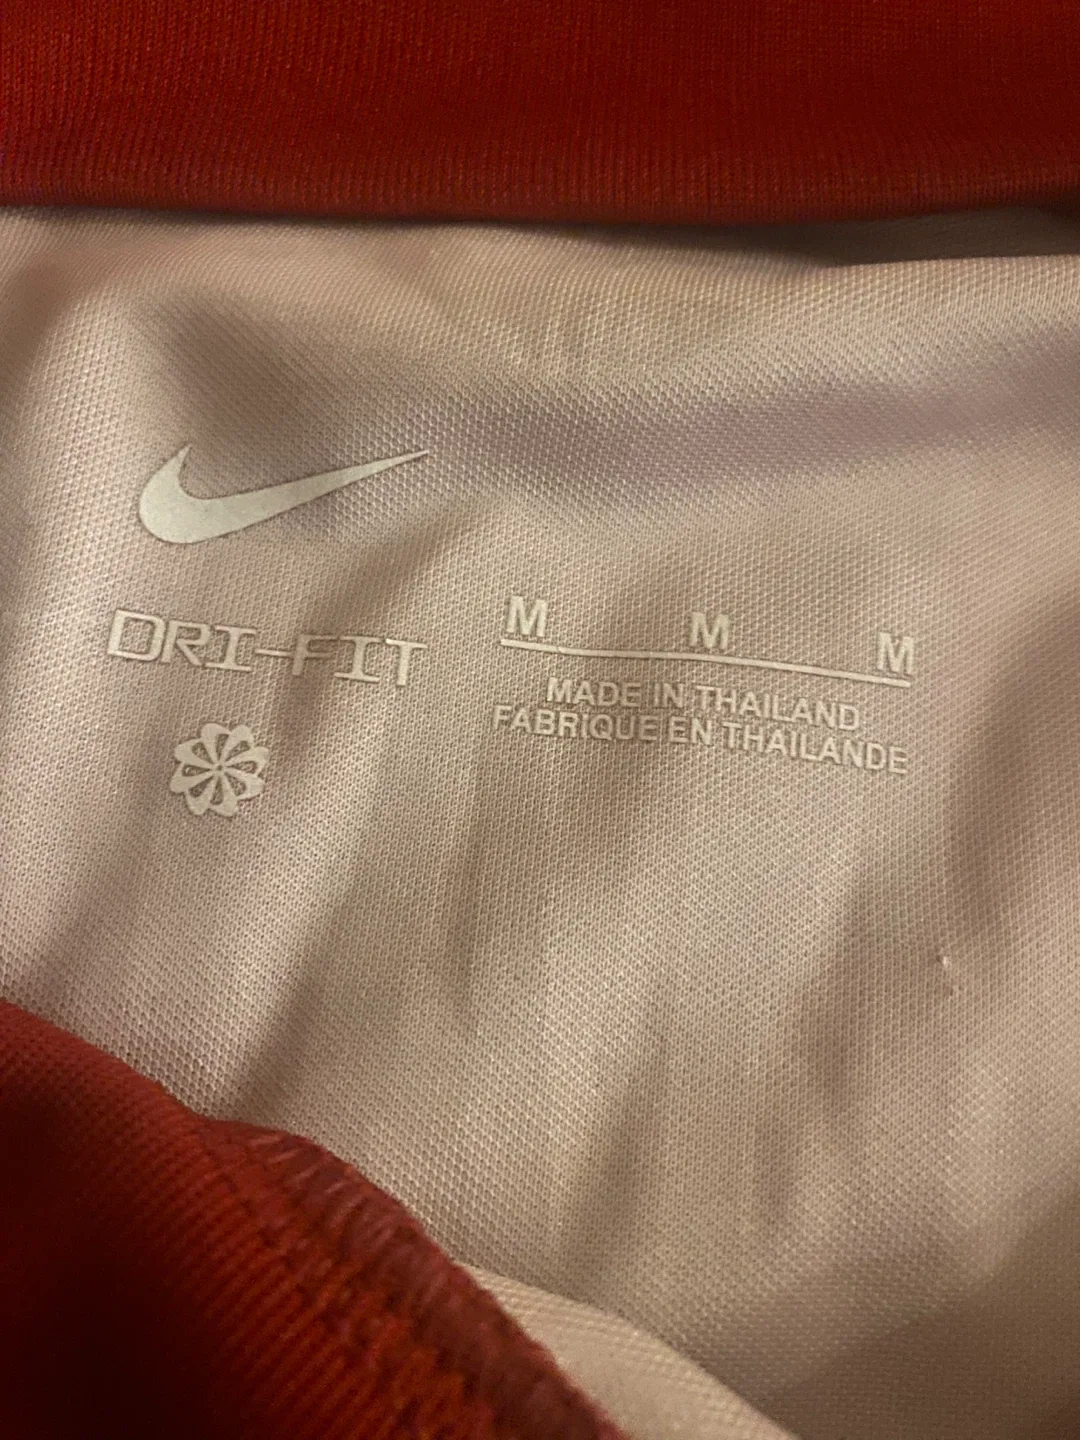 DRI-FIT
M M M
MADE IN THAILAND
FABRIQUE EN THAILANDE